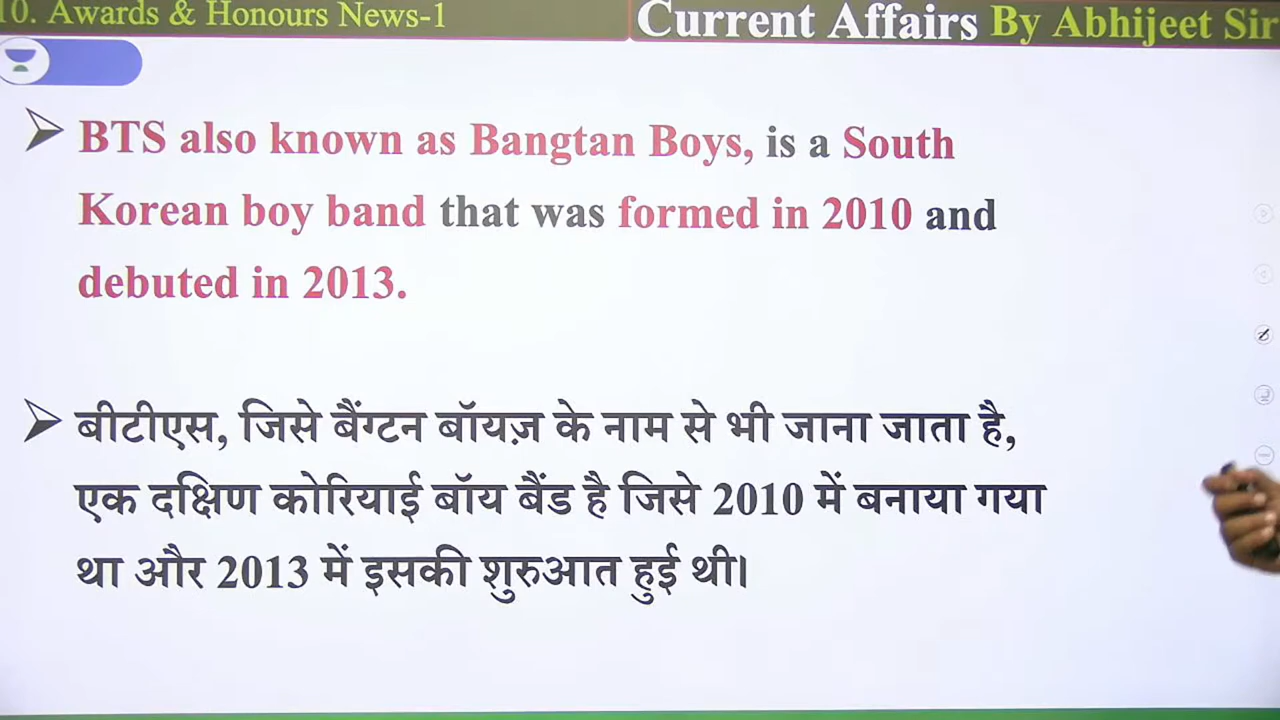 10. Awards & Honours News-1
Current Affairs By Abhijeet Sir
BTS also known as Bangtan Boys, is a South
Korean boy band that was formed in 2010 and
debuted in 2013.
बीटीएस, जिसे बैंग्टन बॉयज़ के नाम से भी जाना जाता है,
एक दक्षिण कोरियाई बॉय बैंड है जिसे 2010 में बनाया गया
था और 2013 में इसकी शुरुआत हुई थी।